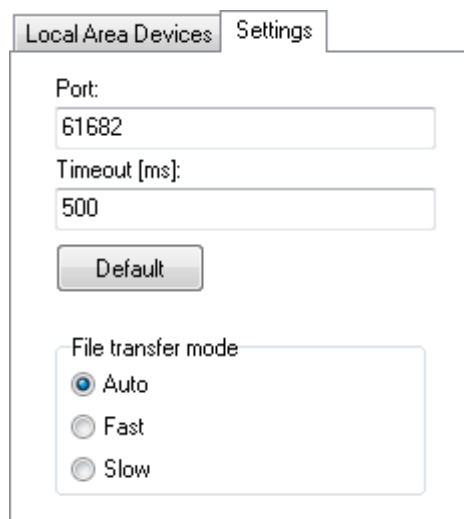 Local Area Devices Settings
Port:
61682
Timeout [ms]:
500
Default
File transfer mode
Auto
Fast
Slow